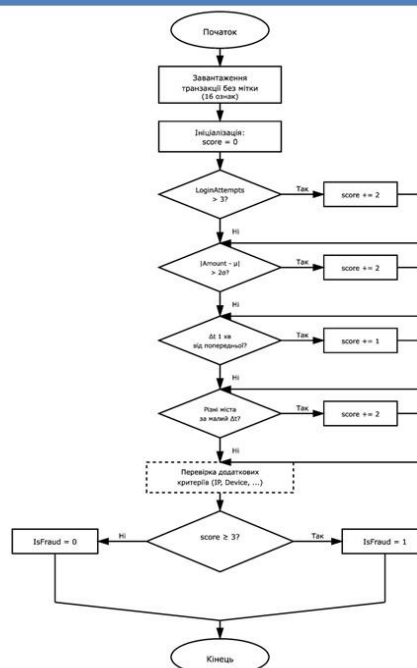 Початок
Завантаження
транзакції без мітки
(16 ознак)
Ініціалізація:
score = 0
LoginAttempts
> 3?
Так
score += 2
Ні
|Amount - μ|
> 2σ?
Так
score += 2
Ні
Δt 1 хв
від попередньої?
Так
score += 1
Ні
Різні міста
за малий Δt?
Так
score += 2
Ні
Перевірка додаткових
критеріїв (IP, Device, ...)
score ≥ 3?
Ні
Так
IsFraud = 0
IsFraud = 1
Кінець